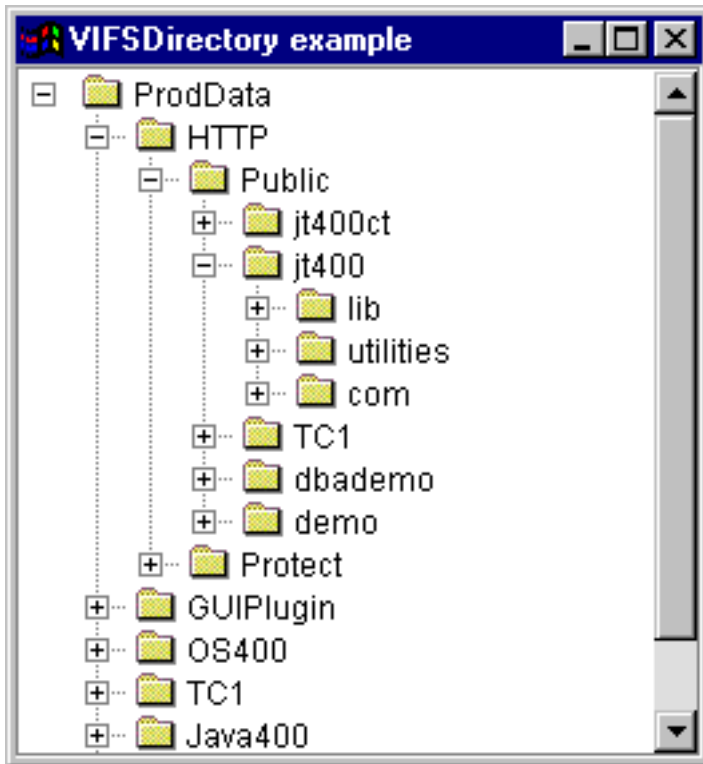 VIFSDirectory example
ProdData
HTTP
Public
jt400ct
jt400
lib
utilities
com
TC1
dbademo
demo
Protect
GUIPlugin
OS400
TC1
Java400